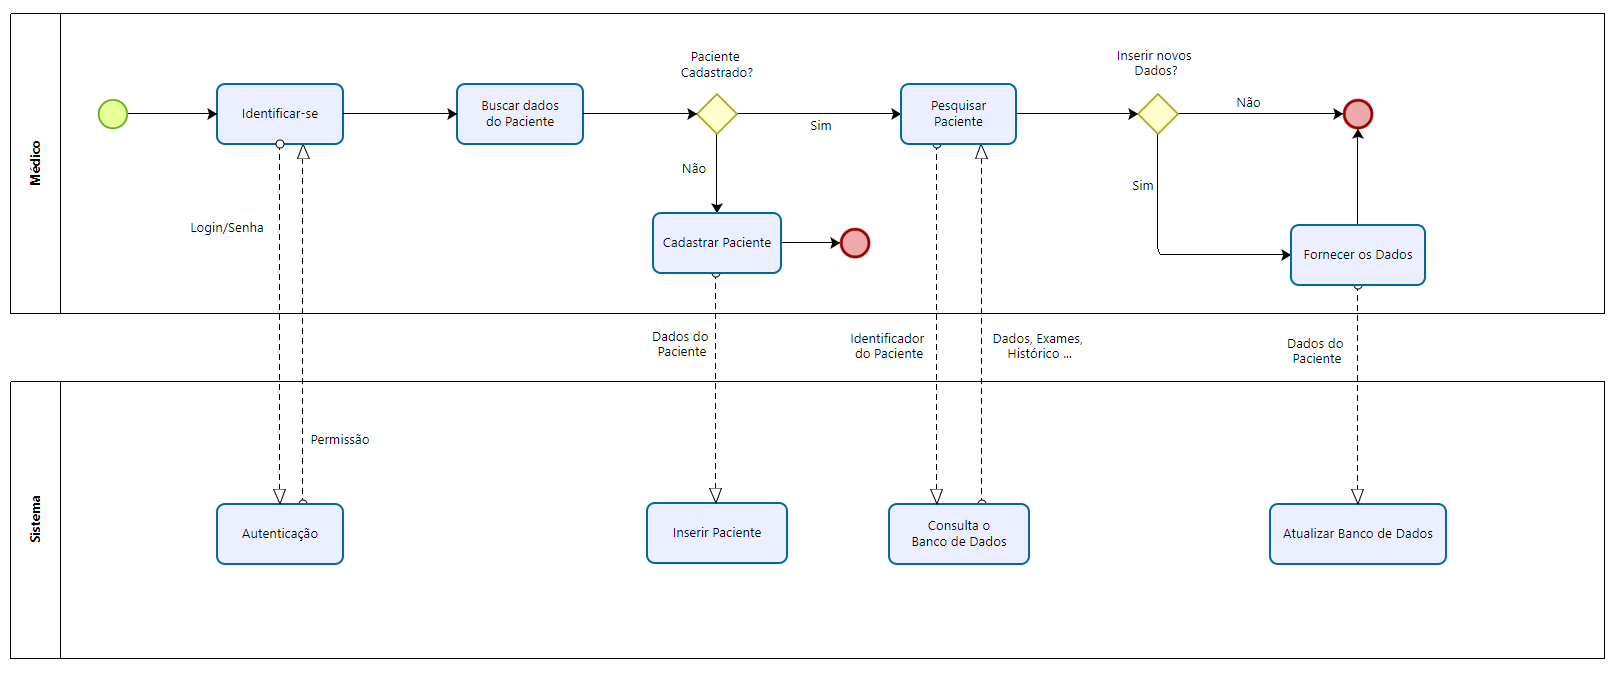 Médico
Identificar-se
Buscar dados
do Paciente
Paciente
Cadastrado?
Sim
Não
Cadastrar Paciente
Pesquisar
Paciente
Inserir novos
Dados?
Não
Sim
Fornecer os Dados
Login/Senha
Permissão
Dados do
Paciente
Identificador
do Paciente
Dados, Exames,
Histórico ...
Dados do
Paciente
Sistema
Autenticação
Inserir Paciente
Consulta o
Banco de Dados
Atualizar Banco de Dados